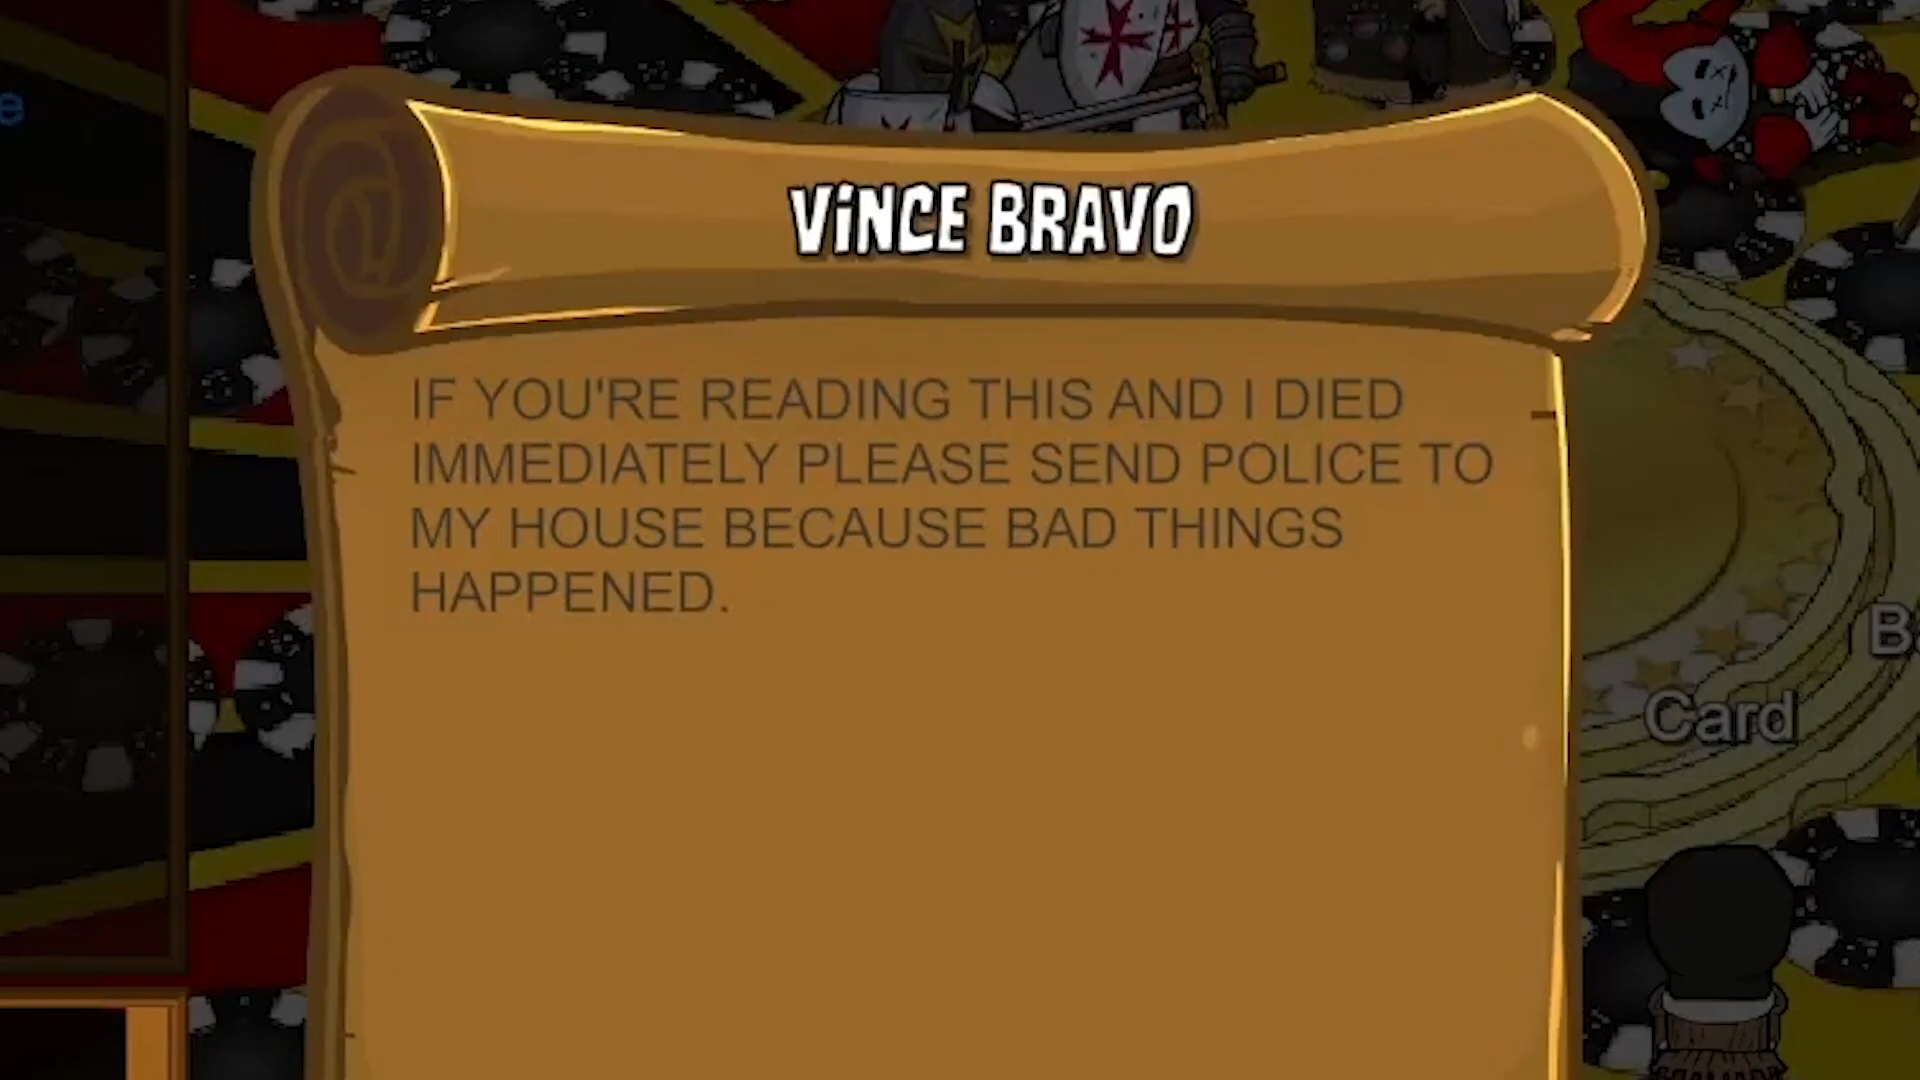 e
VINCE BRAVO
IF YOU'RE READING THIS AND I DIED
IMMEDIATELY PLEASE SEND POLICE TO
MY HOUSE BECAUSE BAD THINGS
HAPPENED.
Card